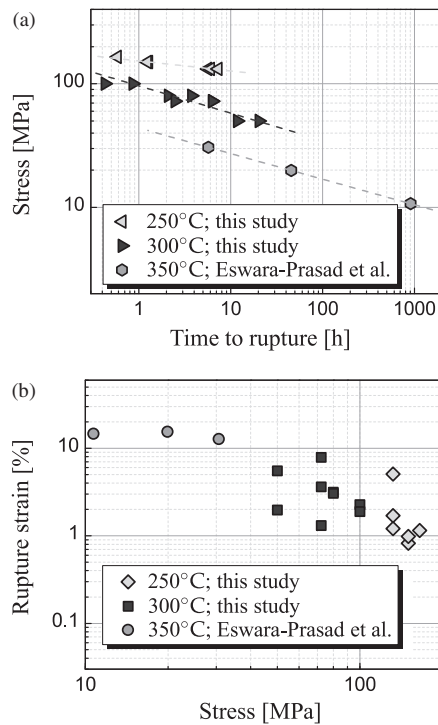 (a)
Stress [MPa]
100
10
250°C; this study
300°C; this study
350°C; Eswara-Prasad et al.
1 10 100 1000
Time to rupture [h]
(b)
Rupture strain [%]
10
1
0.1
250°C; this study
300°C; this study
350°C; Eswara-Prasad et al.
10 100
Stress [MPa]